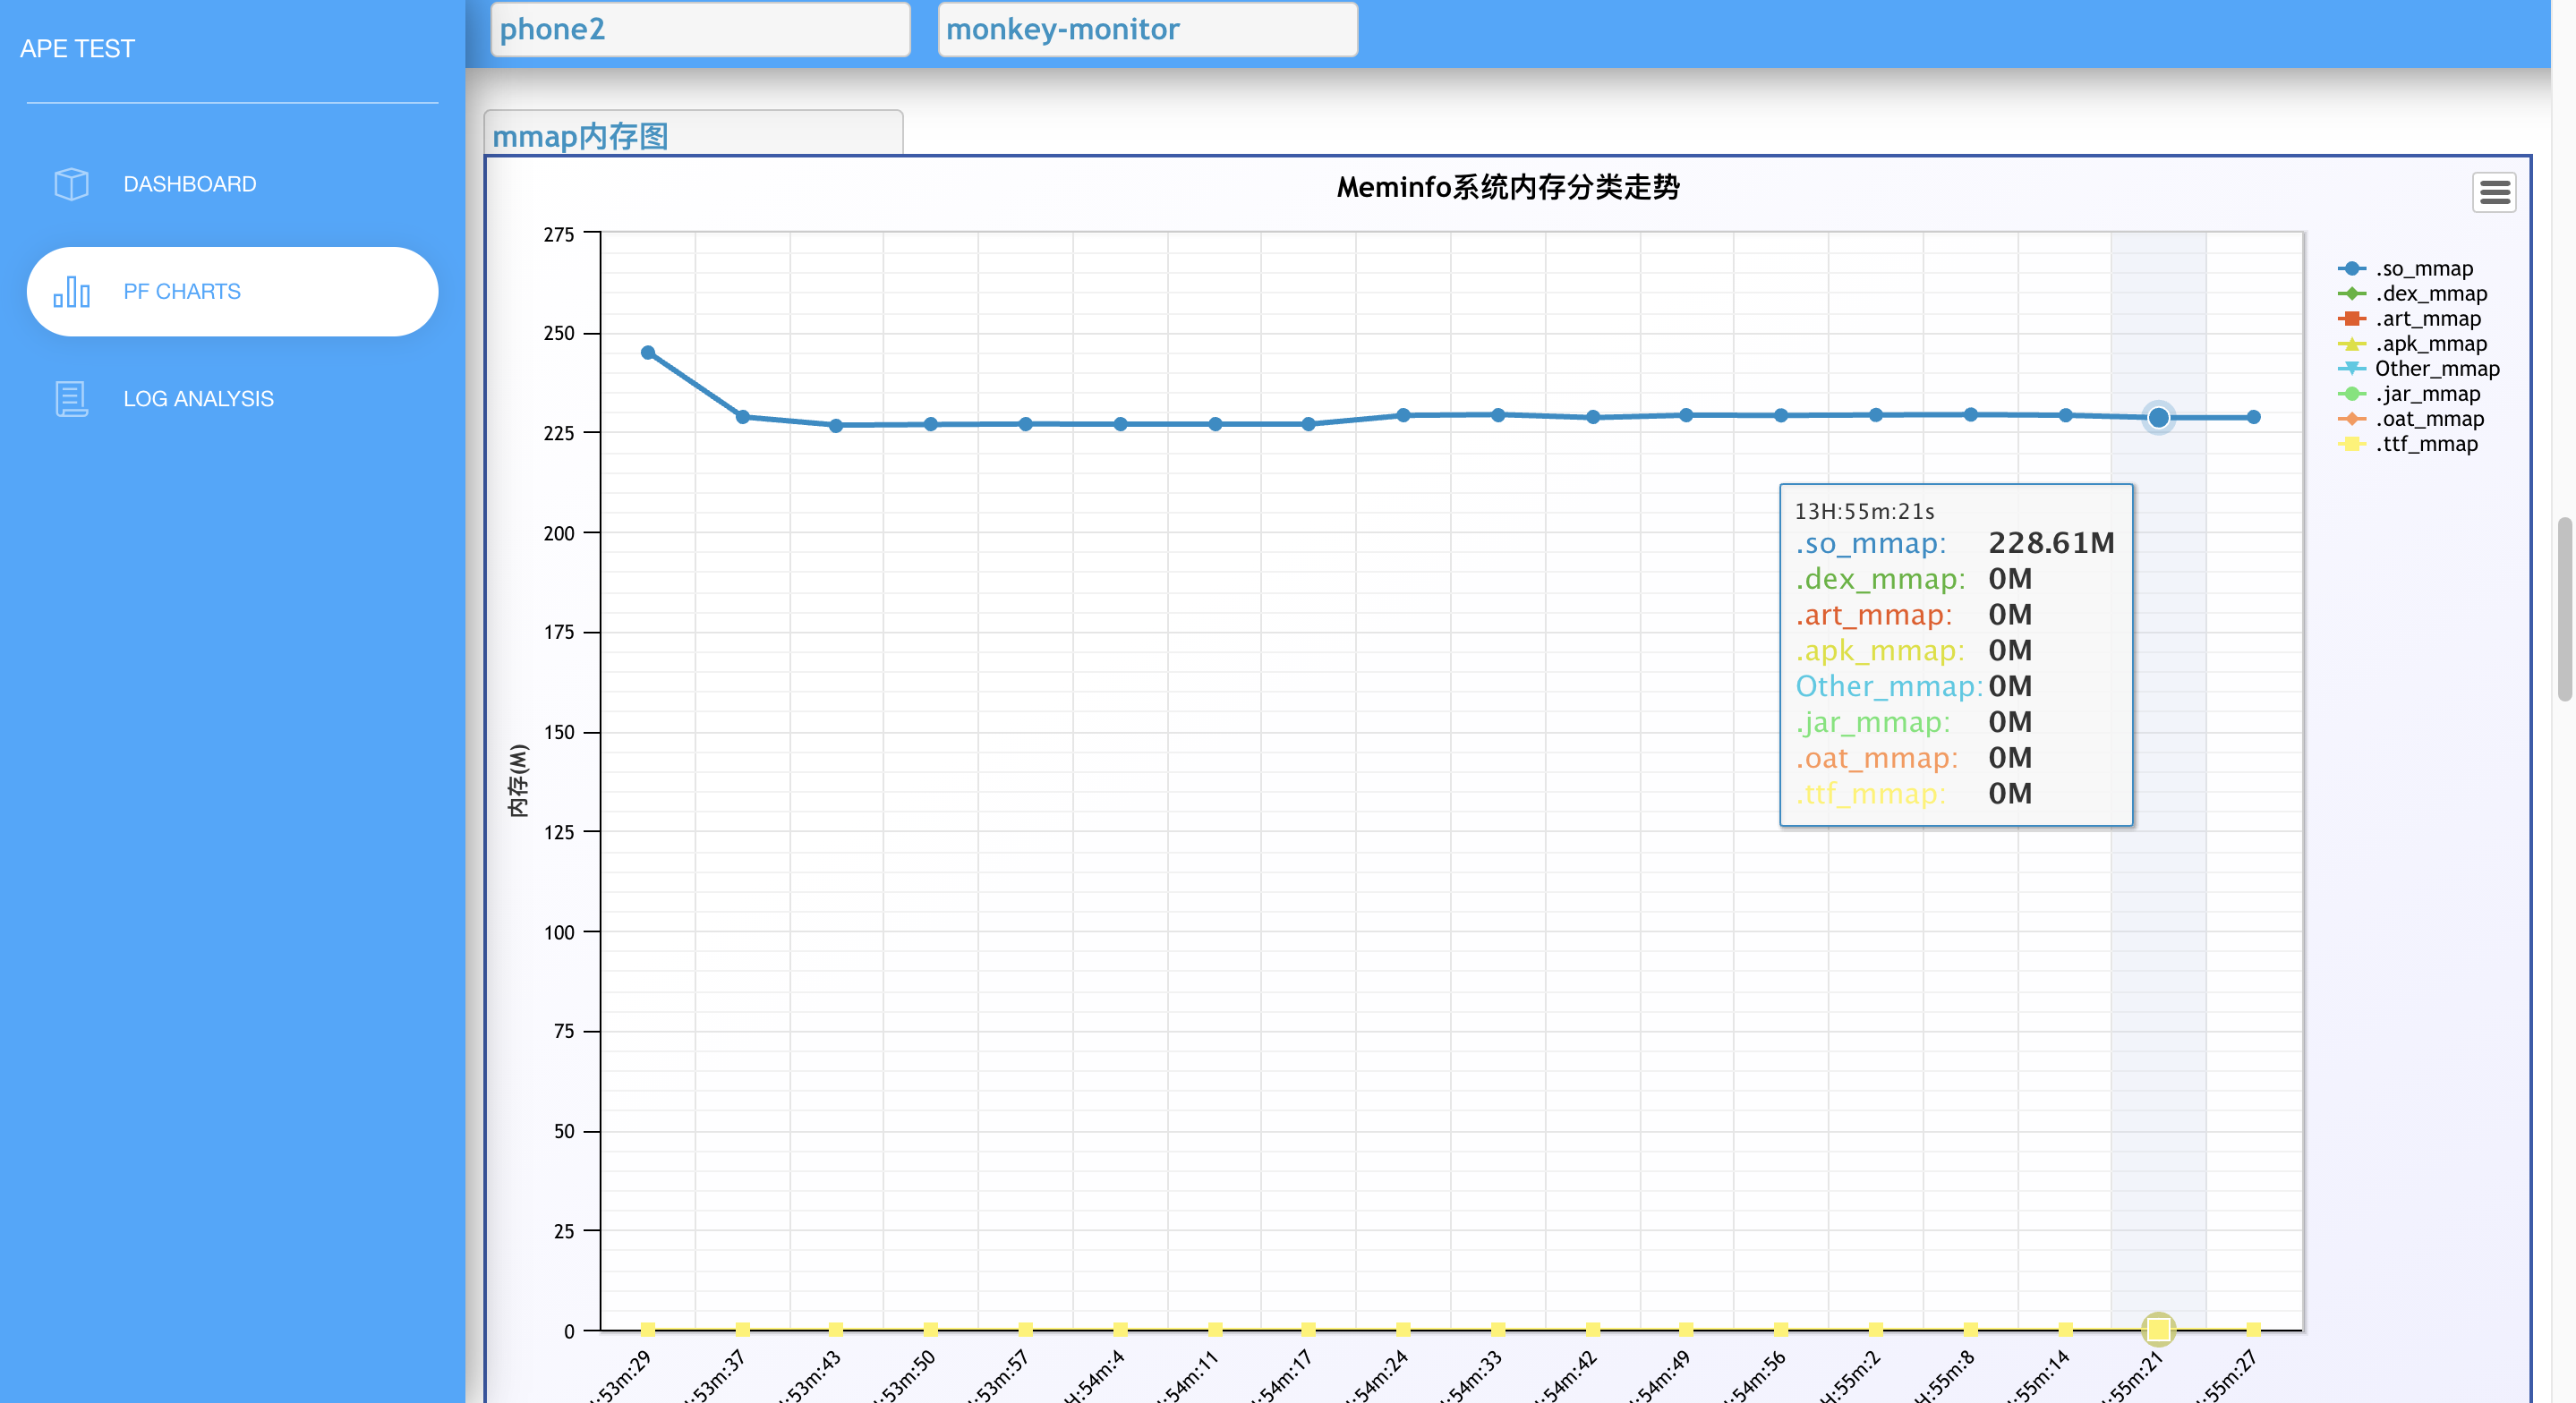 APE TEST
DASHBOARD
PF CHARTS
LOG ANALYSIS
phone2
monkey-monitor
mmap内存图
Meminfo系统内存分类走势
275
250
225
200
175
150
125
100
75
50
25
0
内存(M)
.so_mmap
.dex_mmap
.art_mmap
.apk_mmap
Other_mmap
.jar_mmap
.oat_mmap
.ttf_mmap
13H:55m:21s
.so_mmap: 228.61M
.dex_mmap: 0M
.art_mmap: 0M
.apk_mmap: 0M
Other_mmap: 0M
.jar_mmap: 0M
.oat_mmap: 0M
.ttf_mmap: 0M
:53m:29
:53m:37
:53m:43
:53m:50
:53m:57
H:54m:4
:54m:11
:54m:17
:54m:24
:54m:33
:54m:42
:54m:49
:54m:56
H:55m:2
H:55m:8
:55m:14
:55m:21
:55m:27